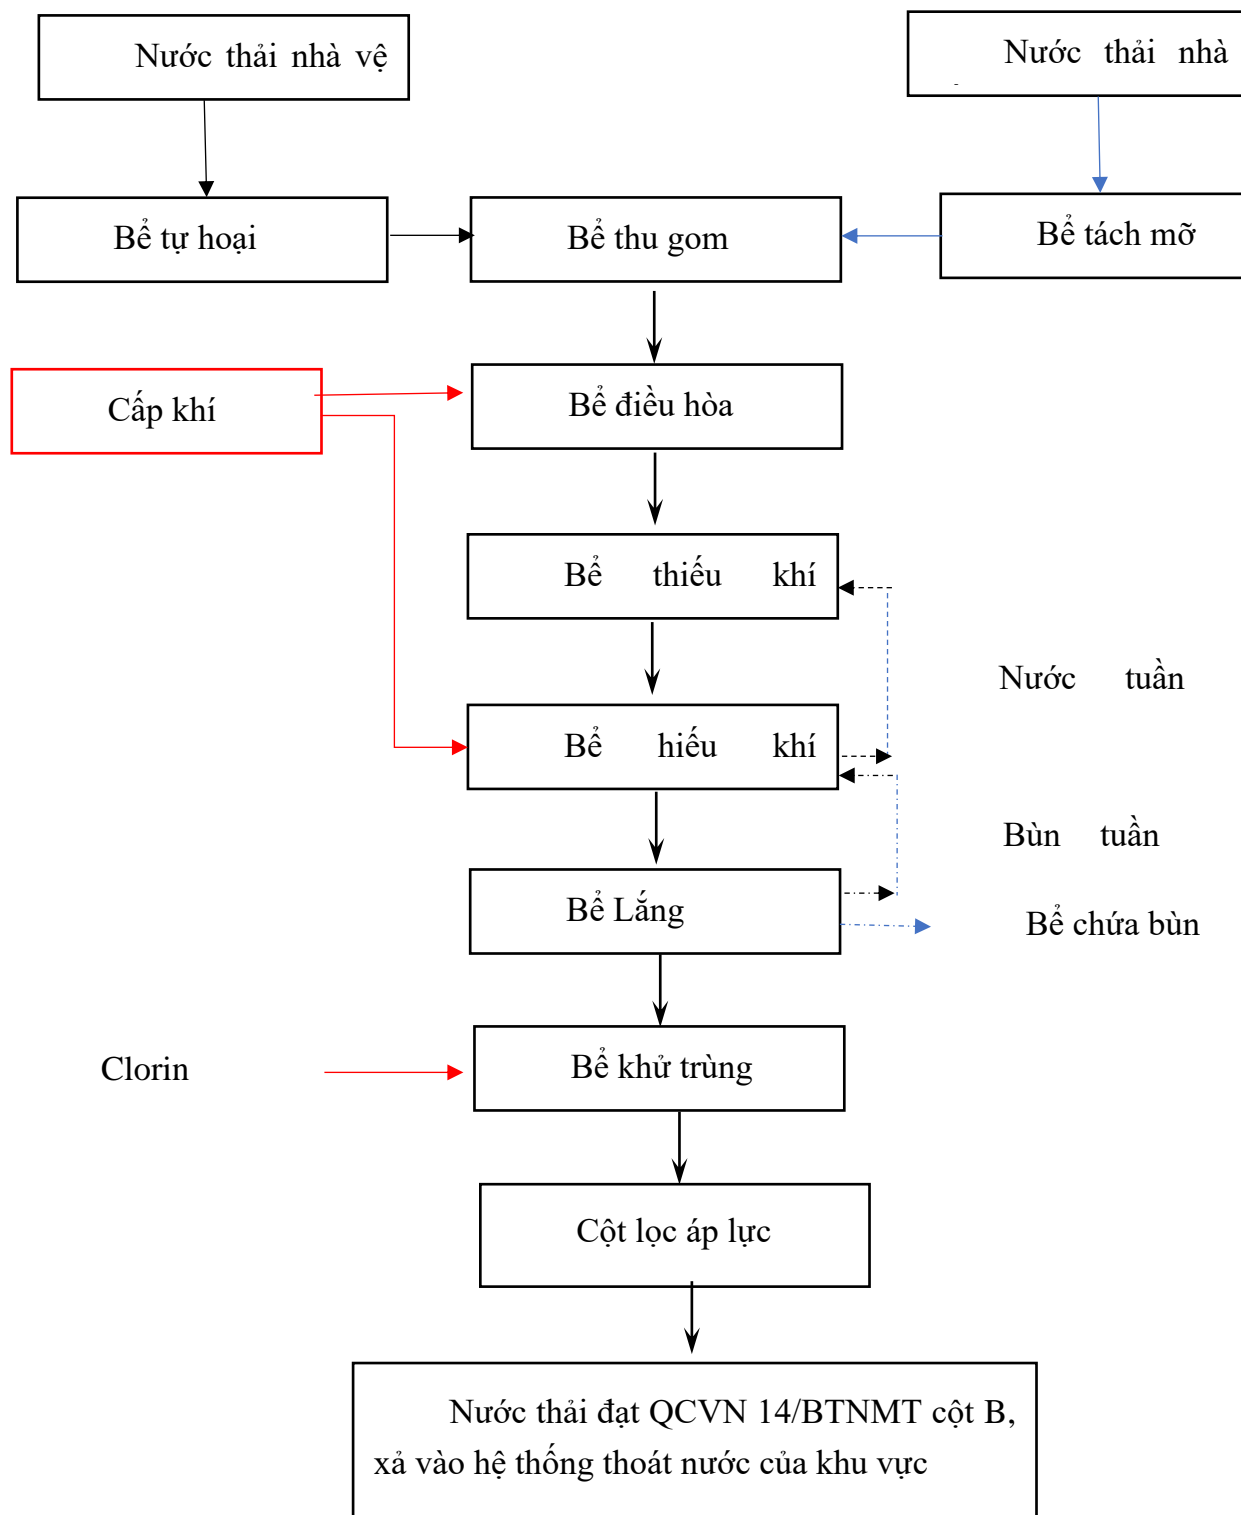 Nước thải nhà vệ
Nước thải nhà
Bể tự hoại
Bể thu gom
Bể tách mỡ
Cấp khí
Bể điều hòa
Bể thiếu khí
Nước tuần
Bể hiếu khí
Bùn tuần
Bể Lắng
Bể chứa bùn
Clorin
Bể khử trùng
Cột lọc áp lực
Nước thải đạt QCVN 14/BTNMT cột B,
xả vào hệ thống thoát nước của khu vực